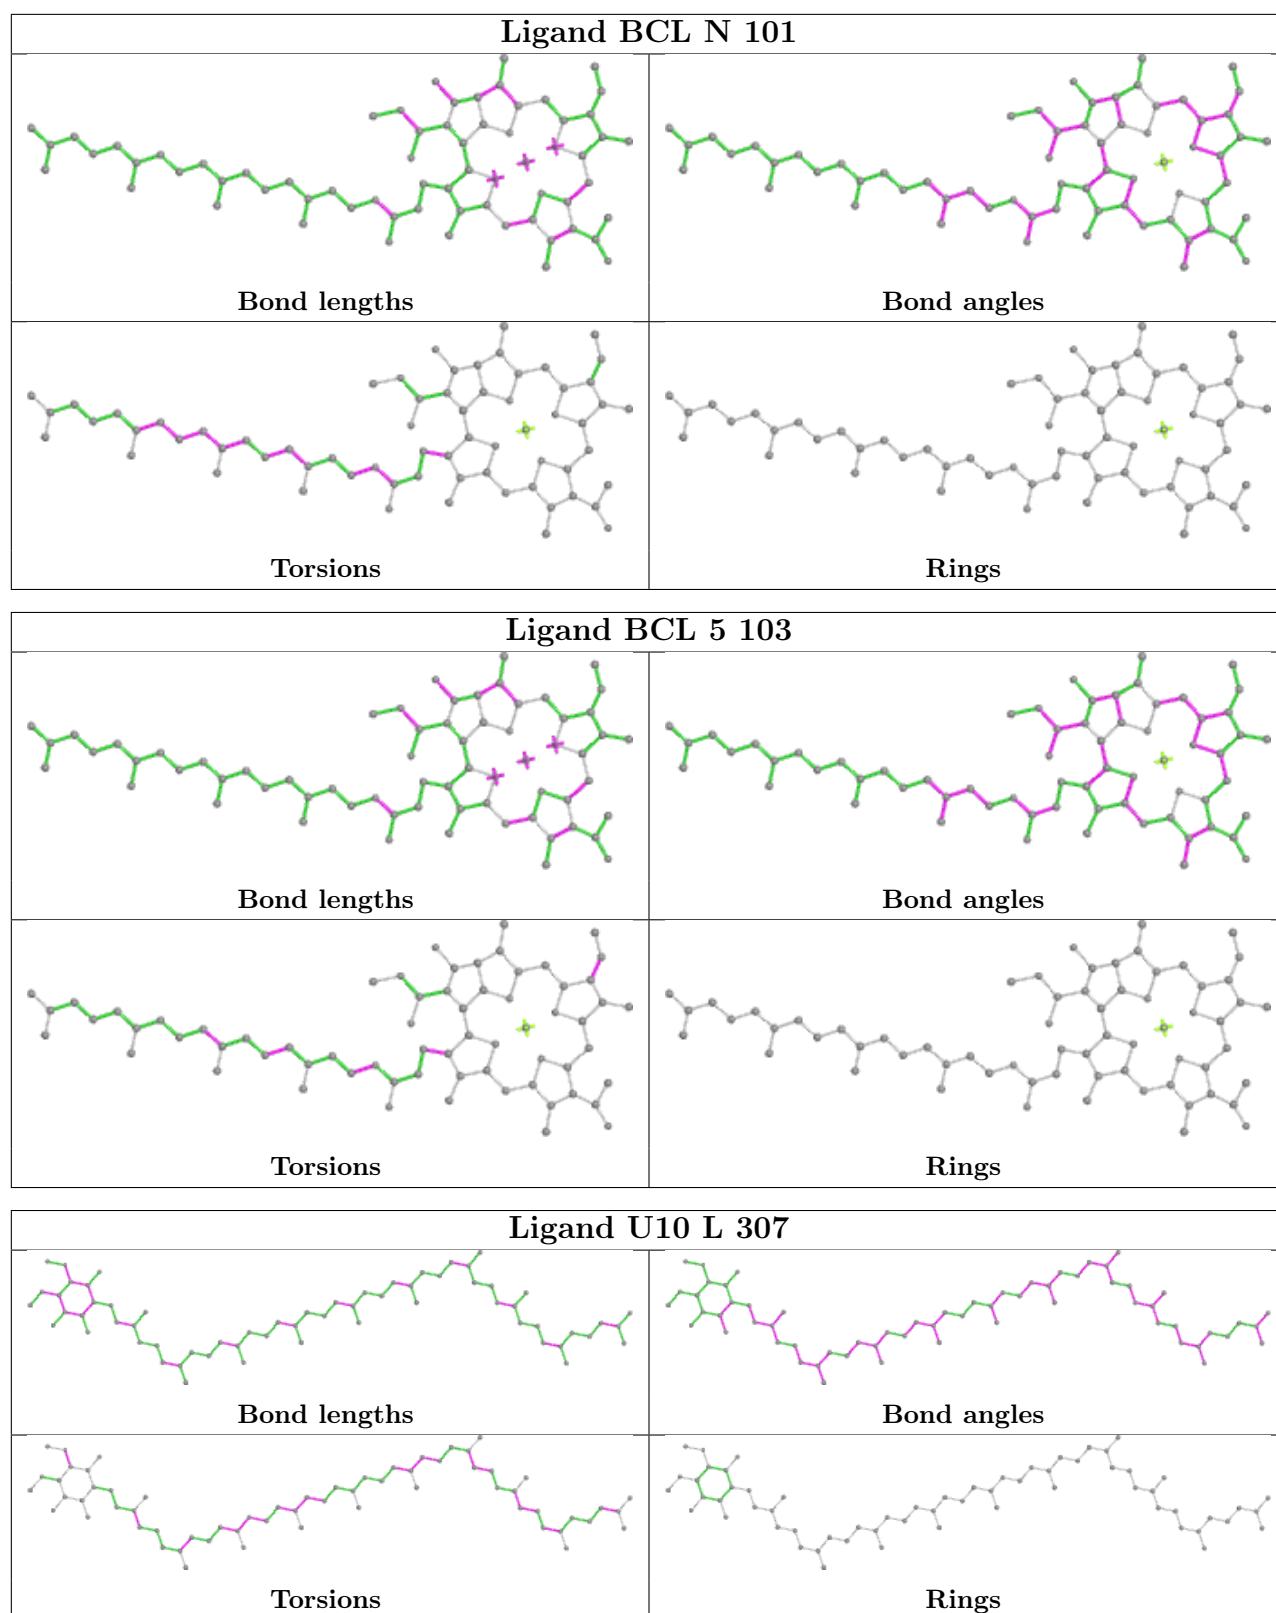 Ligand BCL N 101
Bond lengths
Bond angles
Torsions
Rings
Ligand BCL 5 103
Bond lengths
Bond angles
Torsions
Rings
Ligand U10 L 307
Bond lengths
Bond angles
Torsions
Rings